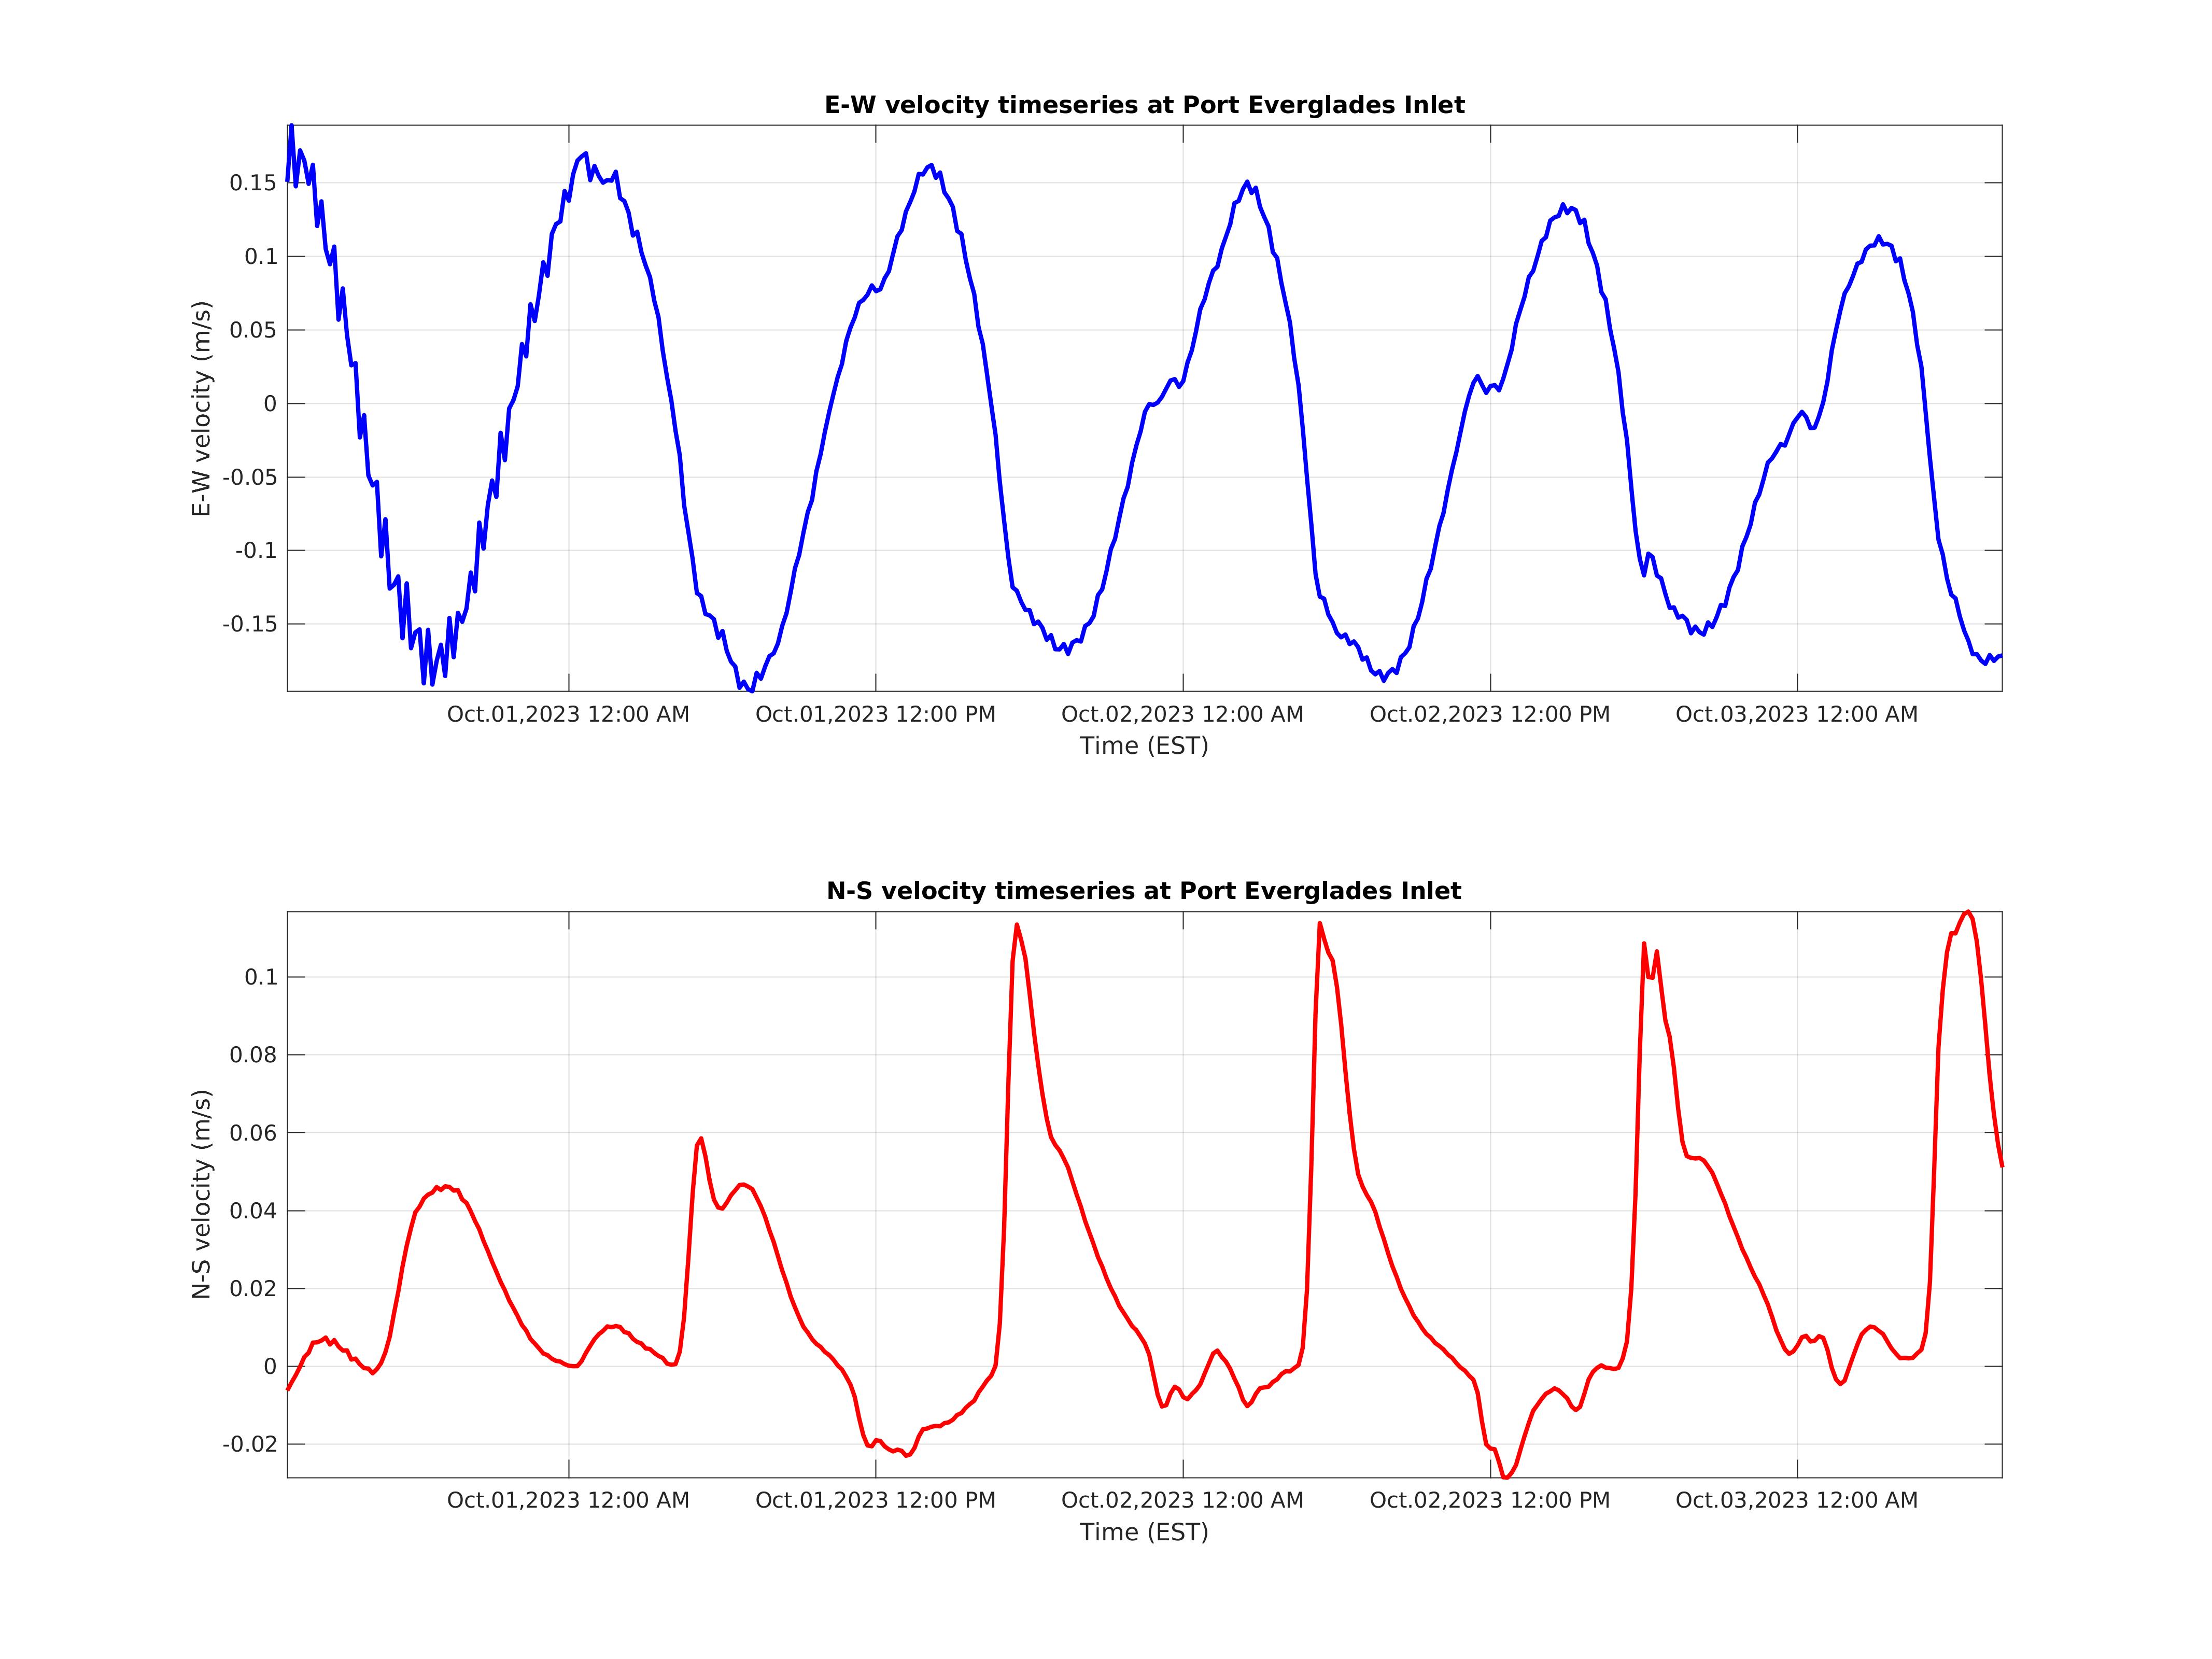 E-W velocity timeseries at Port Everglades Inlet
E-W velocity (m/s)
0.15
0.1
0.05
0
-0.05
-0.1
-0.15
Oct.01,2023 12:00 AM Oct.01,2023 12:00 PM Oct.02,2023 12:00 AM Oct.02,2023 12:00 PM Oct.03,2023 12:00 AM
Time (EST)
N-S velocity timeseries at Port Everglades Inlet
N-S velocity (m/s)
0.1
0.08
0.06
0.04
0.02
0
-0.02
Oct.01,2023 12:00 AM Oct.01,2023 12:00 PM Oct.02,2023 12:00 AM Oct.02,2023 12:00 PM Oct.03,2023 12:00 AM
Time (EST)